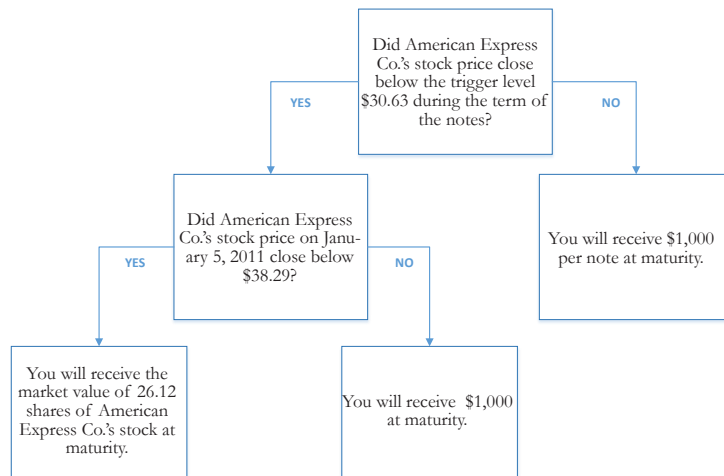 Did American Express
Co.'s stock price close
below the trigger level
$30.63 during the term of
the notes?
YES
NO
Did American Express
Co.'s stock price on Janu-
ary 5, 2011 close below
$38.29?
You will receive $1,000
per note at maturity.
YES
NO
You will receive the
market value of 26.12
shares of American
Express Co.'s stock at
maturity.
You will receive $1,000
at maturity.